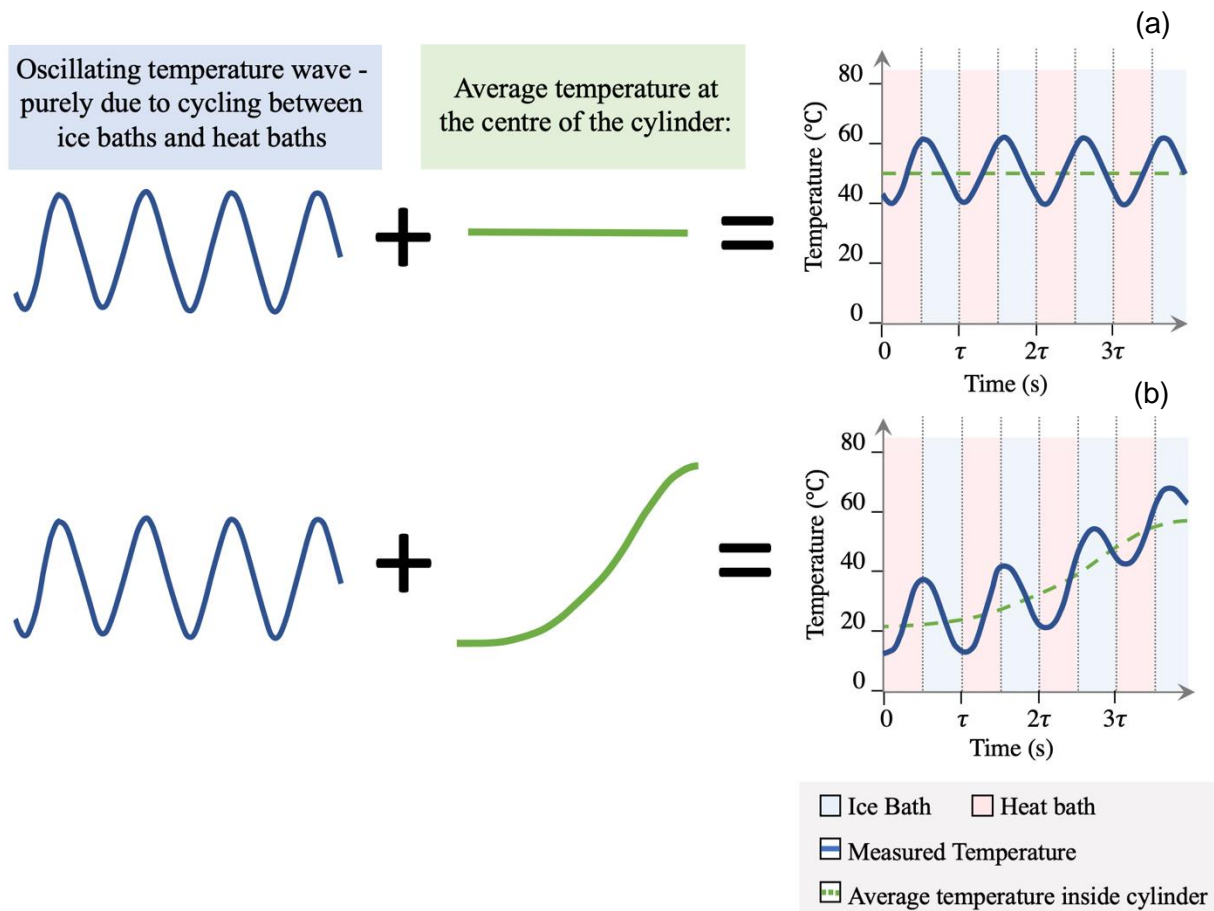 Oscillating temperature wave -
purely due to cycling between
ice baths and heat baths
Average temperature at
the centre of the cylinder:
+
=
(a)
Temperature (°C)
80
60
40
20
0
0 τ 2τ 3τ
Time (s)
+
=
(b)
Temperature (°C)
80
60
40
20
0
0 τ 2τ 3τ
Time (s)
Ice Bath Heat bath
Measured Temperature
Average temperature inside cylinder